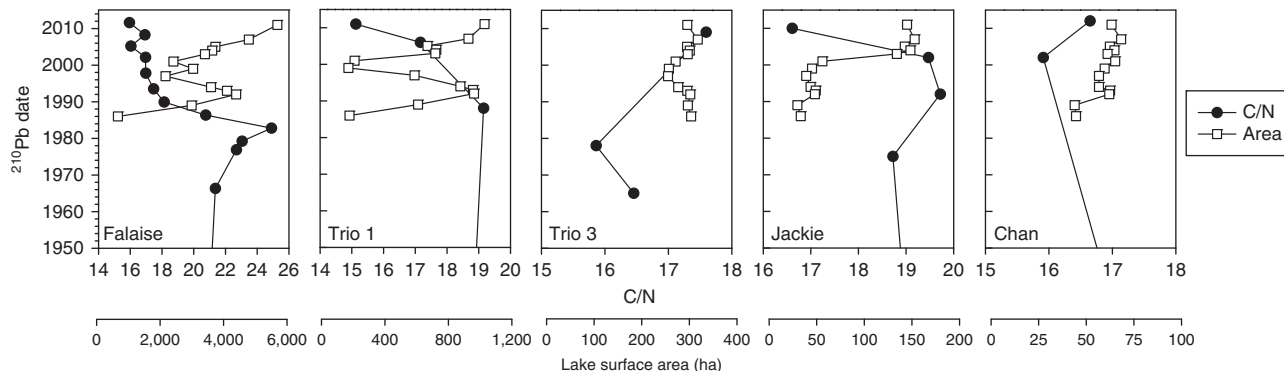 210Pb date
2010
2000
1990
1980
1970
1960
1950
Falaise
Trio 1
Trio 3
Jackie
Chan
C/N
Area
14 16 18 20 22 24 26
14 15 16 17 18 19 20
15 16 17 18
16 17 18 19 20
15 16 17 18
C/N
0 2,000 4,000 6,000
0 400 800 1,200
0 100 200 300 400
0 50 100 150 200
0 25 50 75 100
Lake surface area (ha)